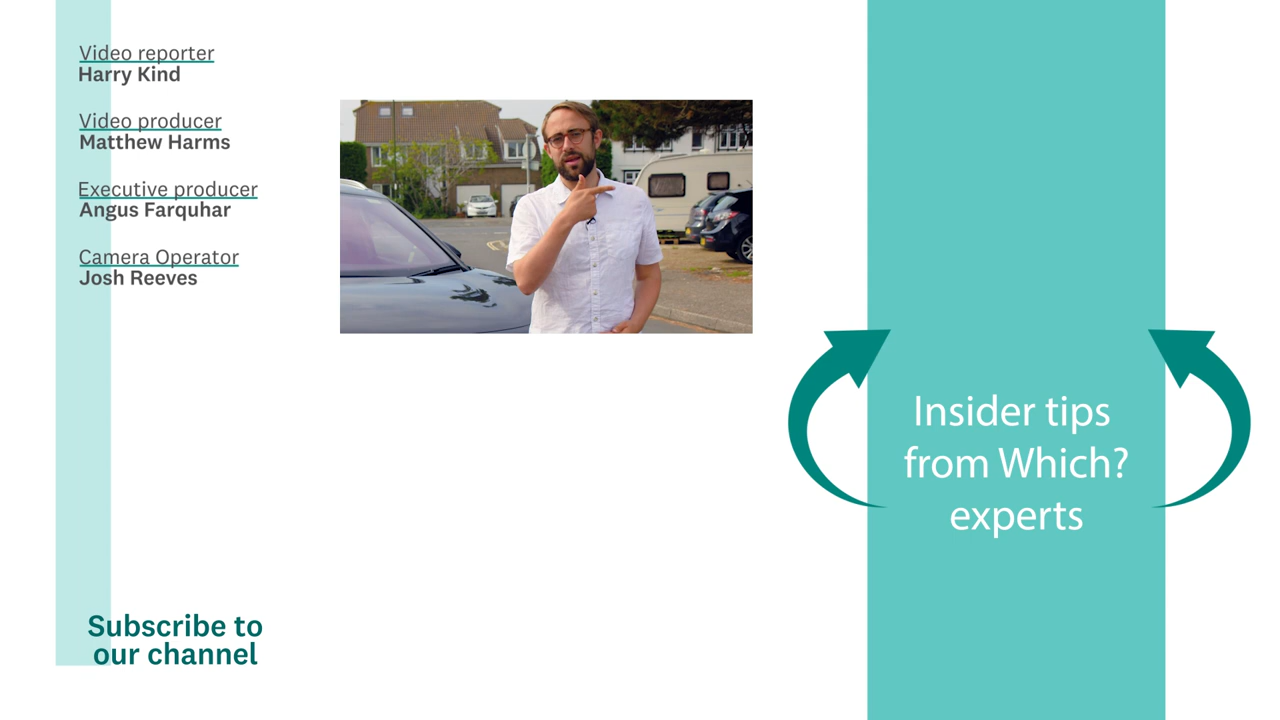 Video reporter
Harry Kind
Video producer
Matthew Harms
Executive producer
Angus Farquhar
Camera Operator
Josh Reeves
Insider tips
from Which?
experts
Subscribe to
our channel